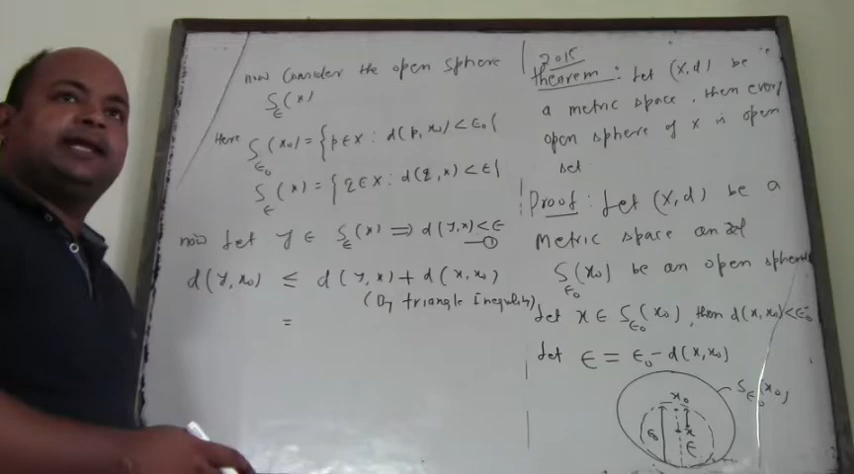 2015
theorem : Let (X,d) be
a metric space, then every
open sphere of x is open
set
Proof : Let (X,d) be a
Metric space and
S_ε₀(x₀) be an open sphere
Let x ∈ S_ε₀(x₀), then d(x,x₀)<ε₀
Let ε = ε₀ - d(x,x₀)
S_ε₀(x₀)
x₀
x
ε₀
ε
now Consider the open sphere
S_ε(x)
Here S_ε₀(x₀) = {p∈X : d(p,x₀)<ε₀}
S_ε(x) = {q∈X : d(q,x)<ε}
now Let y ∈ S_ε(x) ⟹ d(y,x)<ε
—①
d(y,x₀) ≤ d(y,x) + d(x,x₀)
(By triangle Inequlity)
=